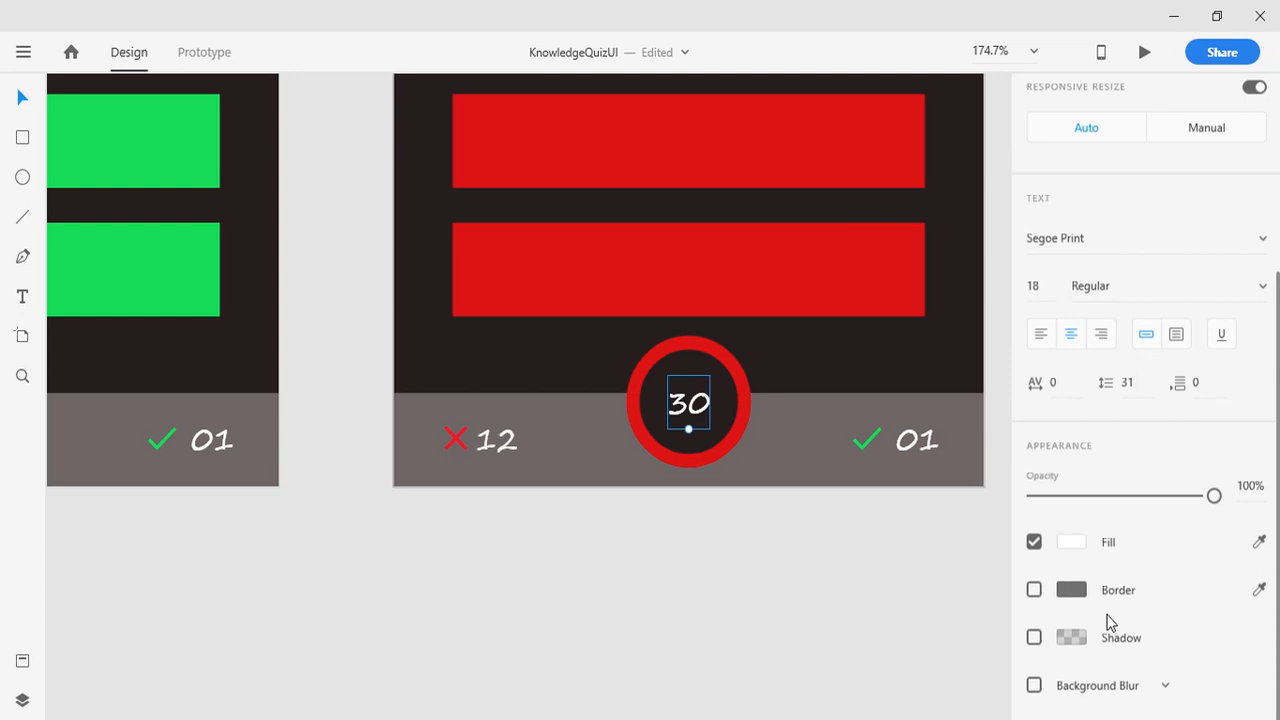 Design Prototype KnowledgeQuizUI — Edited 174.7% Share
RESPONSIVE RESIZE
Auto Manual
TEXT
Segoe Print
18 Regular
U
AV 0 31 0
APPEARANCE
Opacity
100%
Fill
Border
Shadow
Background Blur
30
01 12 01
T